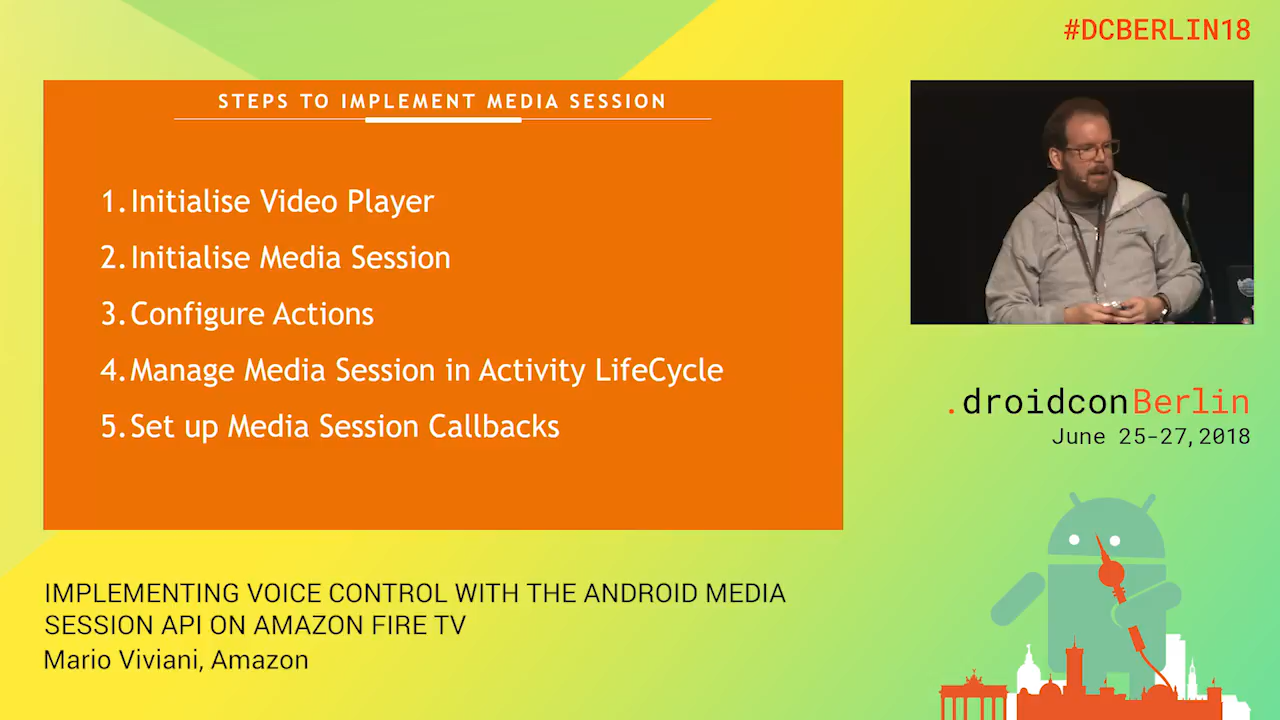 #DCBERLIN18
STEPS TO IMPLEMENT MEDIA SESSION
1. Initialise Video Player
2. Initialise Media Session
3. Configure Actions
4. Manage Media Session in Activity LifeCycle
5. Set up Media Session Callbacks
.droidconBerlin
June 25-27, 2018
IMPLEMENTING VOICE CONTROL WITH THE ANDROID MEDIA
SESSION API ON AMAZON FIRE TV
Mario Viviani, Amazon